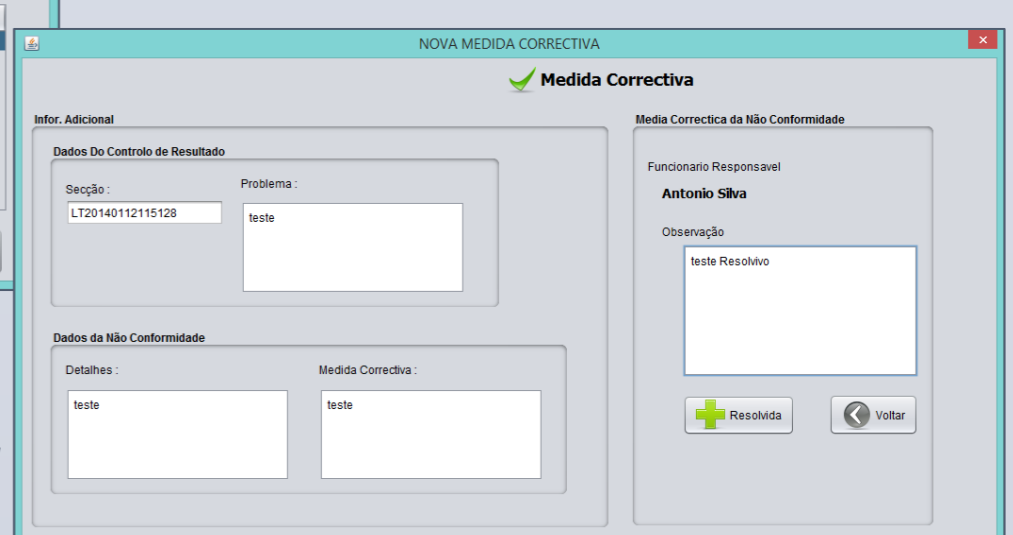 NOVA MEDIDA CORRECTIVA
Medida Correctiva
Infor. Adicional
Dados Do Controlo de Resultado
Secção :
LT20140112115128
Problema :
teste
Dados da Não Conformidade
Detalhes :
teste
Medida Correctiva :
teste
Media Correctica da Não Conformidade
Funcionario Responsavel
Antonio Silva
Observação
teste Resolvivo
Resolvida
Voltar